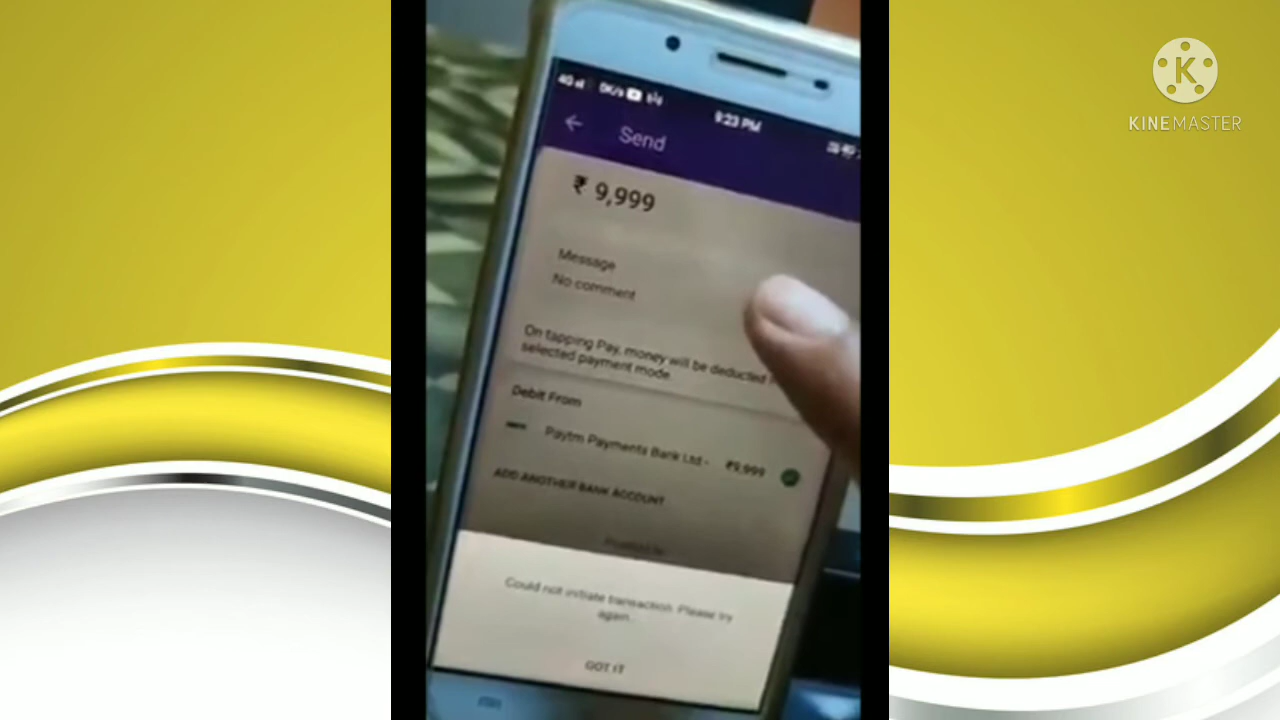 K
KINEMASTER
4G
0K/s
9:23 PM
Send
₹ 9,999
Message
No comment
On tapping Pay, money will be deducted
selected payment mode
Debit From
Paytm Payments Bank Ltd - ₹9,999
ADD ANOTHER BANK ACCOUNT
Could not initiate transaction. Please try
again.
GOT IT